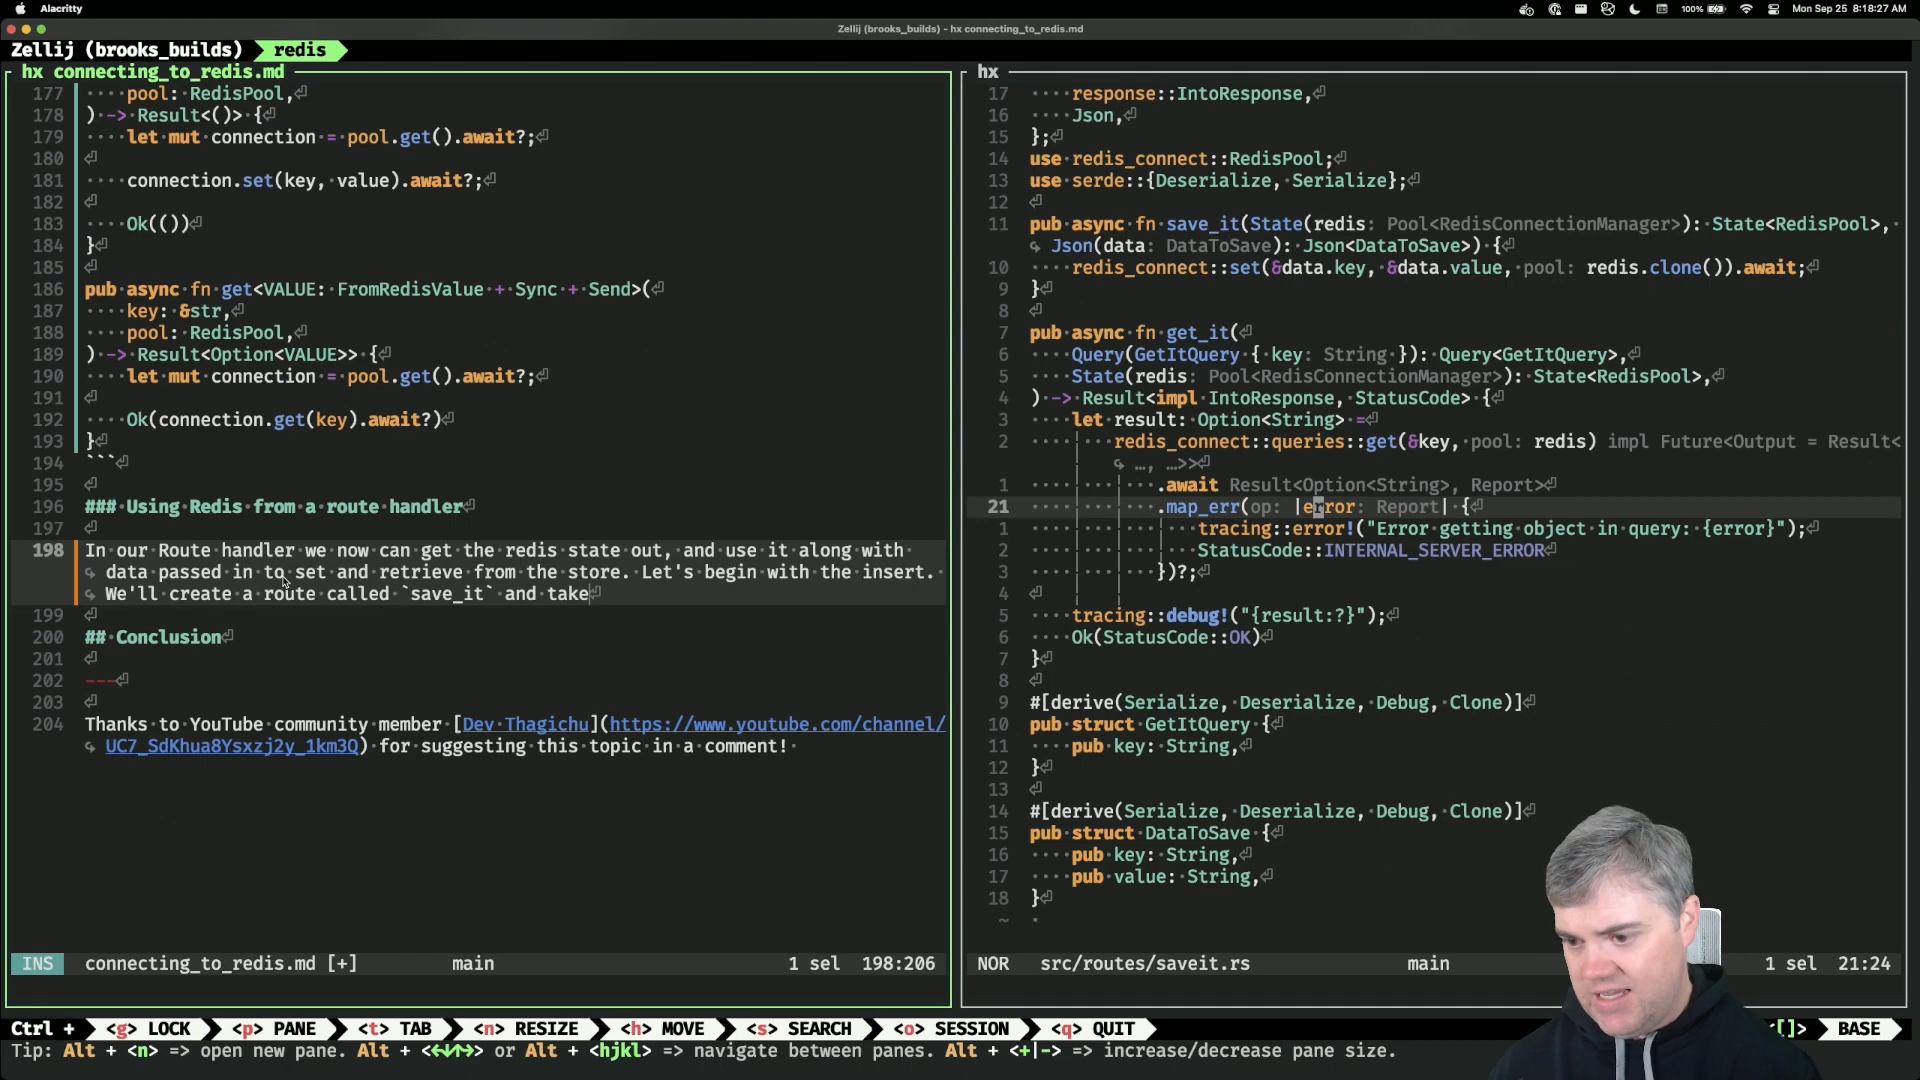 Alacritty
100%
Mon Sep 25 8:18:27 AM
Zellij (brooks_builds) - hx connecting_to_redis.md
Zellij (brooks_builds) redis
hx connecting_to_redis.md
177 ····pool:·RedisPool,⏎
178 )·->·Result<()>·{⏎
179 ····let·mut·connection·=·pool.get().await?;⏎
180 ⏎
181 ····connection.set(key,·value).await?;⏎
182 ⏎
183 ····Ok(())⏎
184 }⏎
185 ⏎
186 pub·async·fn·get<VALUE:·FromRedisValue·+·Sync·+·Send>(⏎
187 ····key:·&str,⏎
188 ····pool:·RedisPool,⏎
189 )·->·Result<Option<VALUE>>·{⏎
190 ····let·mut·connection·=·pool.get().await?;⏎
191 ⏎
192 ····Ok(connection.get(key).await?)⏎
193 }⏎
194 ```⏎
195 ⏎
196 ###·Using·Redis·from·a·route·handler⏎
197 ⏎
198 In·our·Route·handler·we·now·can·get·the·redis·state·out,·and·use·it·along·with·
↪ data·passed·in·to·set·and·retrieve·from·the·store.·Let's·begin·with·the·insert.·
↪ We'll·create·a·route·called·`save_it`·and·take⏎
199 ⏎
200 ##·Conclusion⏎
201 ⏎
202 ---⏎
203 ⏎
204 Thanks·to·YouTube·community·member·[Dev·Thagichu](https://www.youtube.com/channel/
↪ UC7_SdKhua8Ysxzj2y_1km3Q)·for·suggesting·this·topic·in·a·comment!·
INS connecting_to_redis.md [+] main 1 sel 198:206
hx
17 ····response::IntoResponse,⏎
16 ····Json,⏎
15 };⏎
14 use·redis_connect::RedisPool;⏎
13 use·serde::{Deserialize,·Serialize};⏎
12 ⏎
11 pub·async·fn·save_it(State(redis: Pool<RedisConnectionManager>):·State<RedisPool>,·
↪ Json(data: DataToSave):·Json<DataToSave>)·{⏎
10 ····redis_connect::set(&data.key,·&data.value,·pool: redis.clone()).await;⏎
9 }⏎
8 ⏎
7 pub·async·fn·get_it(⏎
6 ····Query(GetItQuery·{·key: String·}):·Query<GetItQuery>,⏎
5 ····State(redis: Pool<RedisConnectionManager>):·State<RedisPool>,⏎
4 )·->·Result<impl·IntoResponse,·StatusCode>·{⏎
3 ····let·result:·Option<String>·=⏎
2 ········redis_connect::queries::get(&key,·pool: redis) impl Future<Output = Result<
↪ …, …>>⏎
1 ············.await Result<Option<String>, Report>⏎
21 ············.map_err(op: |error: Report|·{⏎
1 ················tracing::error!("Error·getting·object·in·query:·{error}");⏎
2 ················StatusCode::INTERNAL_SERVER_ERROR⏎
3 ············})?;⏎
4 ⏎
5 ····tracing::debug!("{result:?}");⏎
6 ····Ok(StatusCode::OK)⏎
7 }⏎
8 ⏎
9 #[derive(Serialize,·Deserialize,·Debug,·Clone)]⏎
10 pub·struct·GetItQuery·{⏎
11 ····pub·key:·String,⏎
12 }⏎
13 ⏎
14 #[derive(Serialize,·Deserialize,·Debug,·Clone)]⏎
15 pub·struct·DataToSave·{⏎
16 ····pub·key:·String,⏎
17 ····pub·value:·String,⏎
18 }⏎
~
NOR src/routes/saveit.rs main 1 sel 21:24
Ctrl + <g> LOCK <p> PANE <t> TAB <n> RESIZE <h> MOVE <s> SEARCH <o> SESSION <q> QUIT <[]> BASE
Tip: Alt + <n> => open new pane. Alt + <←↓↑→> or Alt + <hjkl> => navigate between panes. Alt + <+|-> => increase/decrease pane size.